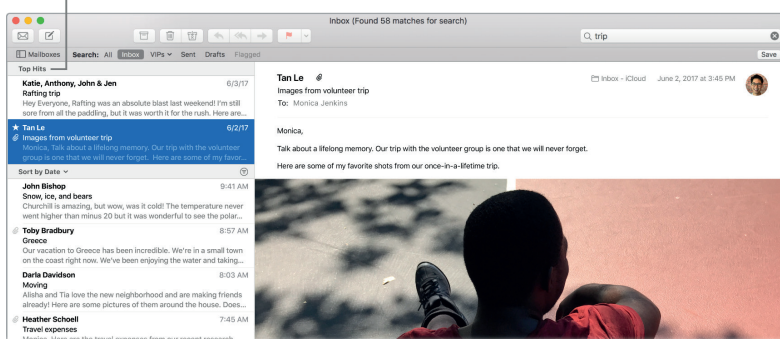 Inbox (Found 58 matches for search)
trip
Mailboxes Search: All Inbox VIPs Sent Drafts Flagged Save
Top Hits
Katie, Anthony, John & Jen 6/3/17
Rafting trip
Hey Everyone, Rafting was an absolute blast last weekend! I'm still
sore from all the paddling, but it was worth it for the rush. Here are...
Tan Le 6/2/17
Images from volunteer trip
Monica, Talk about a lifelong memory. Our trip with the volunteer
group is one that we will never forget. Here are some of my favor...
Sort by Date
John Bishop 9:41 AM
Snow, ice, and bears
Churchill is amazing, but wow, was it cold! The temperature never
went higher than minus 20 but it was wonderful to see the polar...
Toby Bradbury 8:57 AM
Greece
Our vacation to Greece has been incredible. We're in a small town
on the coast right now. We've been enjoying the water and taking...
Darla Davidson 8:03 AM
Moving
Alisha and Tia love the new neighborhood and are making friends
already! Here are some pictures of them around the house. Does...
Heather Schoell 7:45 AM
Travel expenses
Monica, Here are the travel expenses from our recent research
Tan Le Inbox - iCloud June 2, 2017 at 3:45 PM
Images from volunteer trip
To: Monica Jenkins
Monica,
Talk about a lifelong memory. Our trip with the volunteer group is one that we will never forget.
Here are some of my favorite shots from our once-in-a-lifetime trip.